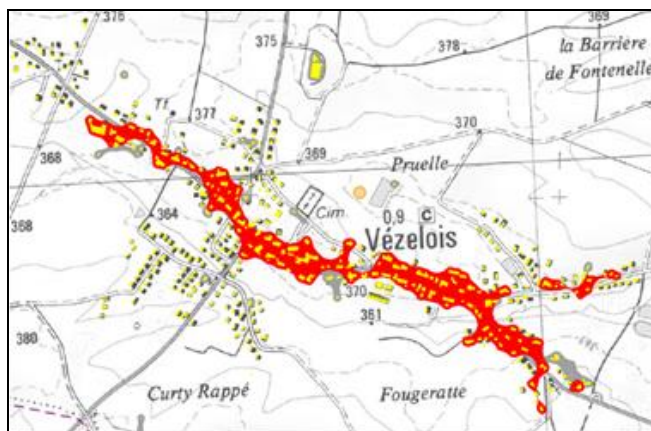 376
369
375
la Barrière
de Fontenelle
378
Tf.
377
370
368
369
Pruelle
364
Cim.
0,9 C
368
Vézelois
370
361
380
Curty Rappé
Fougeratte